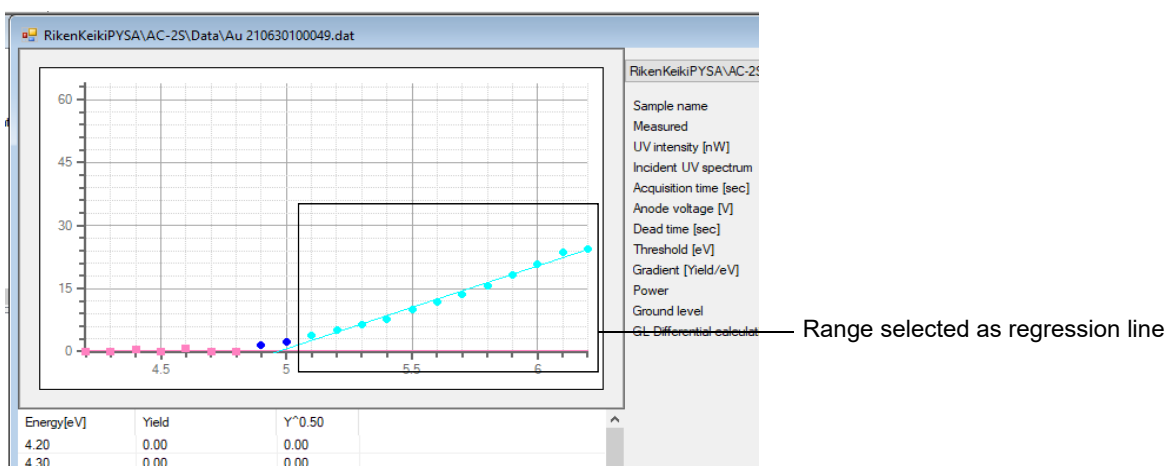 RikenKeikiPYSA\AC-2S\Data\Au 210630100049.dat
60
45
30
15
0
4.5 5 5.5 6
RikenKeikiPYSA\AC-2S
Sample name
Measured
UV intensity [nW]
Incident UV spectrum
Acquisition time [sec]
Anode voltage [V]
Dead time [sec]
Threshold [eV]
Gradient [Yield/eV]
Power
Ground level
GL Differential calculat
Range selected as regression line
Energy[eV] Yield Y^0.50
4.20 0.00 0.00
4.30 0.00 0.00